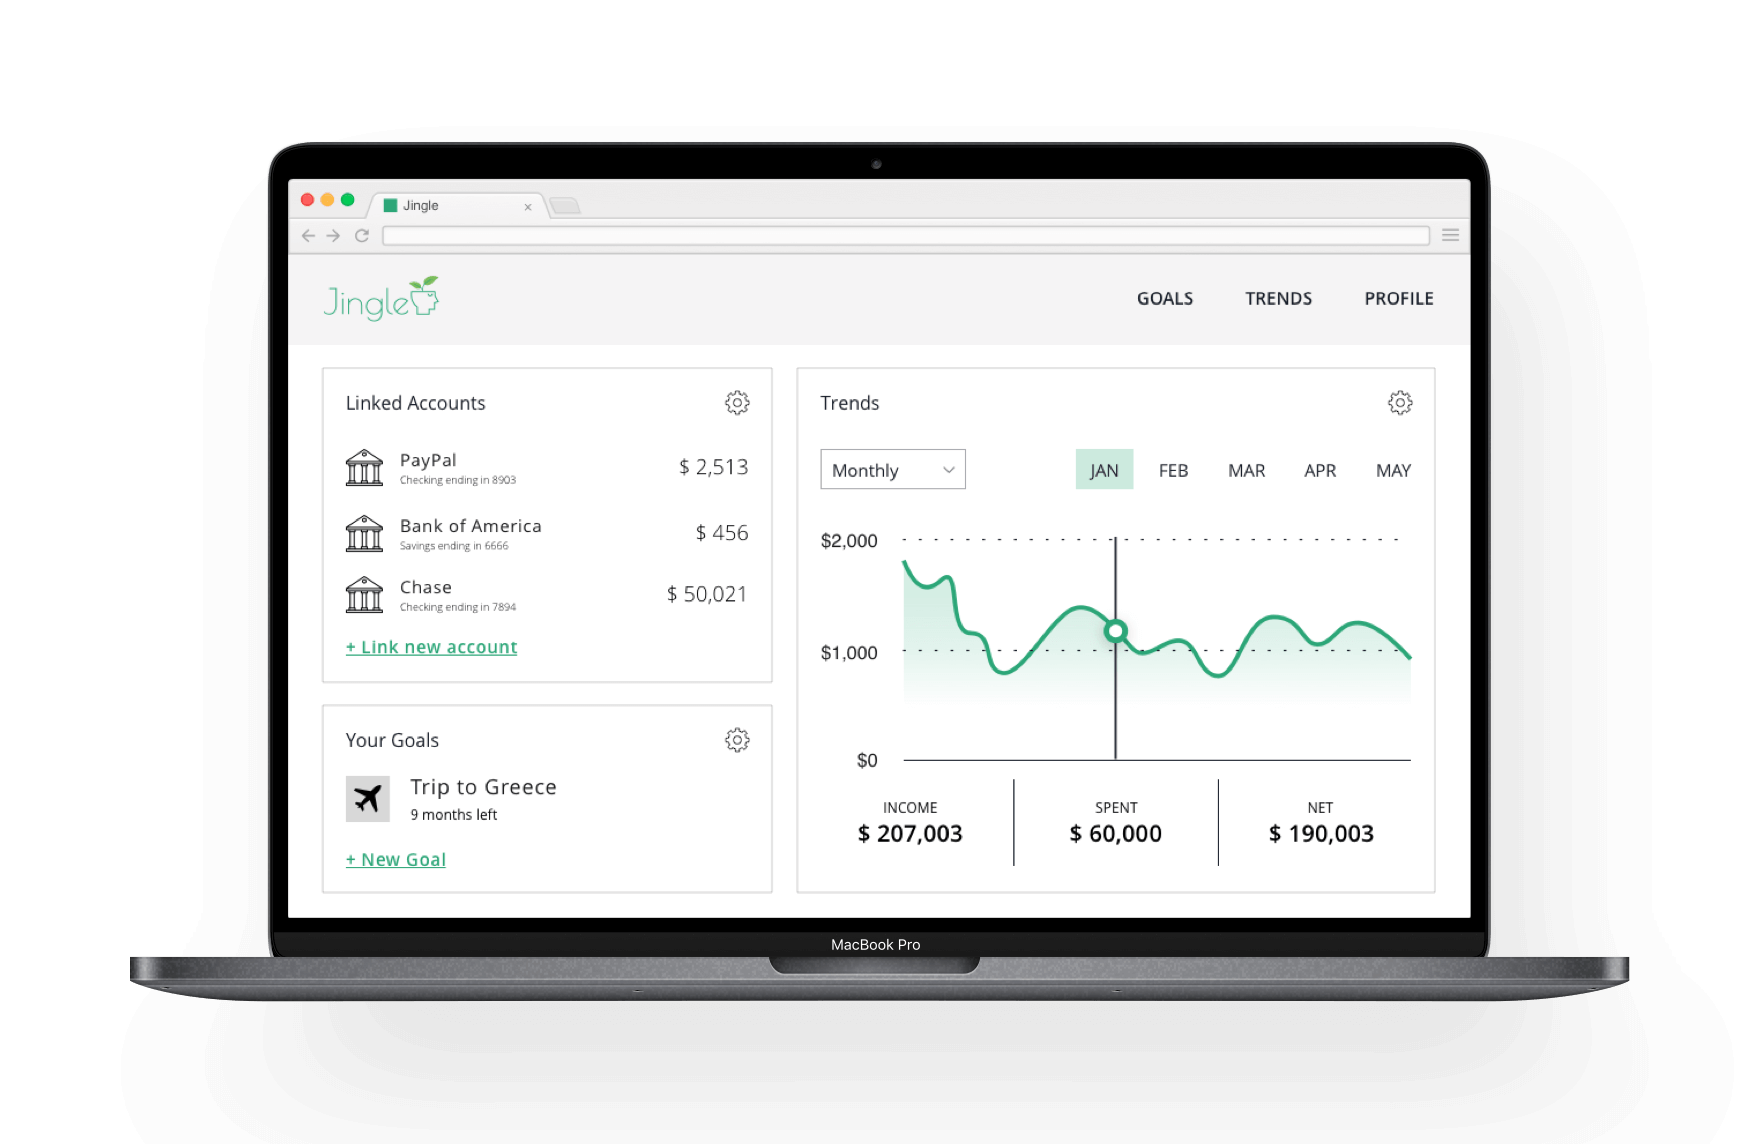 Jingle
Jingle
GOALS TRENDS PROFILE
Linked Accounts
PayPal
Checking ending in 8903
$ 2,513
Bank of America
Savings ending in 6666
$ 456
Chase
Checking ending in 7894
$ 50,021
+ Link new account
Your Goals
Trip to Greece
9 months left
+ New Goal
Trends
Monthly
JAN FEB MAR APR MAY
$2,000
$1,000
$0
INCOME
$ 207,003
SPENT
$ 60,000
NET
$ 190,003
MacBook Pro